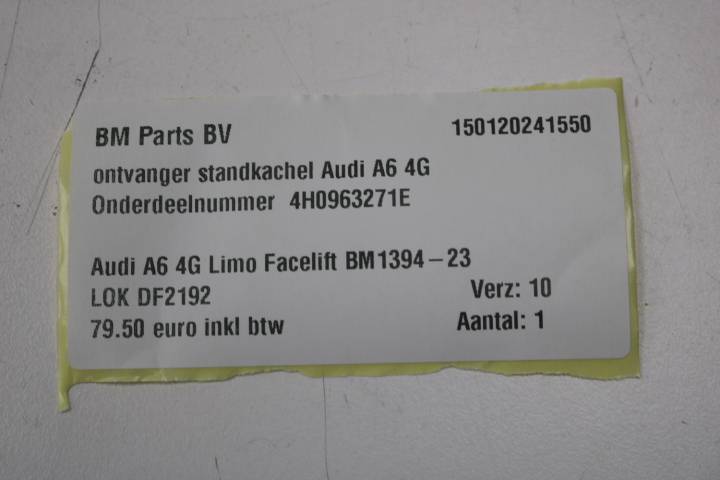 BM Parts BV 150120241550
ontvanger standkachel Audi A6 4G
Onderdeelnummer 4H0963271E
Audi A6 4G Limo Facelift BM1394-23
LOK DF2192 Verz: 10
79.50 euro inkl btw Aantal: 1